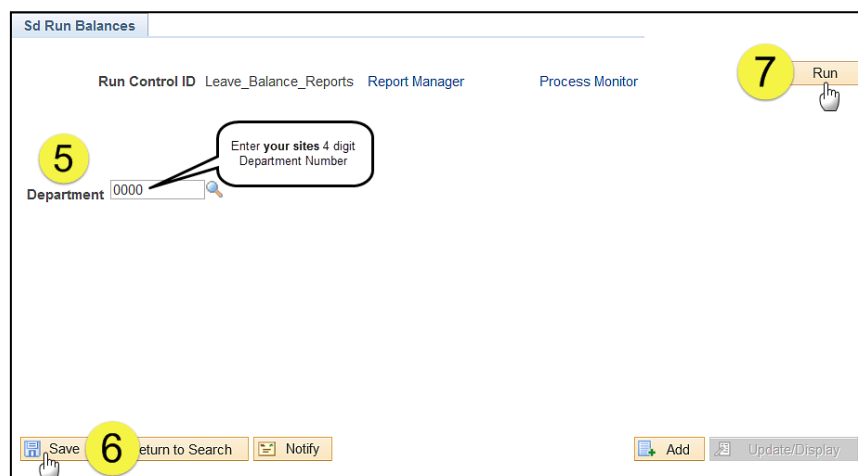 Sd Run Balances
Run Control ID Leave_Balance_Reports Report Manager Process Monitor
7 Run
5
Enter your sites 4 digit
Department Number
Department 0000
Save 6 eturn to Search Notify Add Update/Display